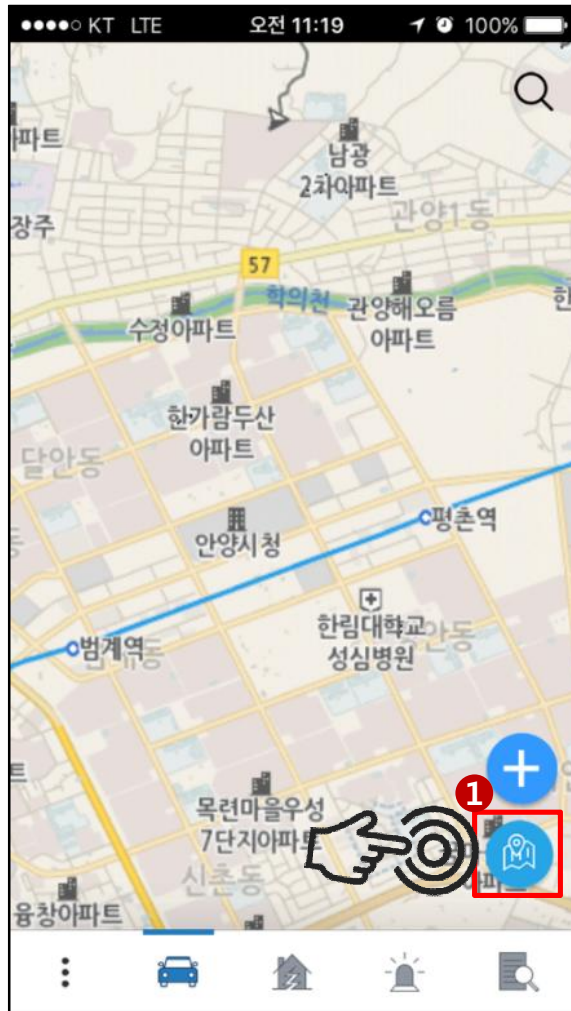 KT LTE 오전 11:19 100%
아파트
남광
2차아파트
관양1동
장주
57
학의천
관양해오름
아파트
한
수정아파트
한가람두산
아파트
달안동
평촌역
안양시청
한림대학교
성심병원
범계역
트
+
1
목련마을우성
7단지아파트
신촌동
융창아파트